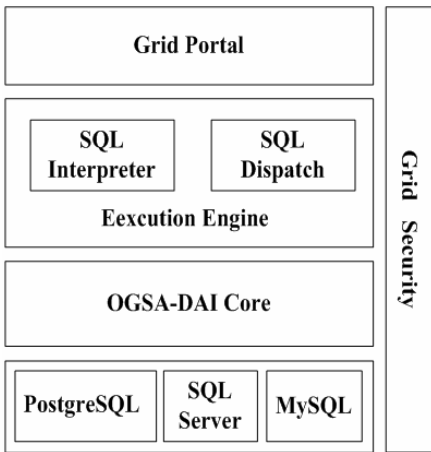 Grid Portal
SQL
Interpreter
SQL
Dispatch
Eexcution Engine
OGSA-DAI Core
PostgreSQL
SQL
Server
MySQL
Grid Security